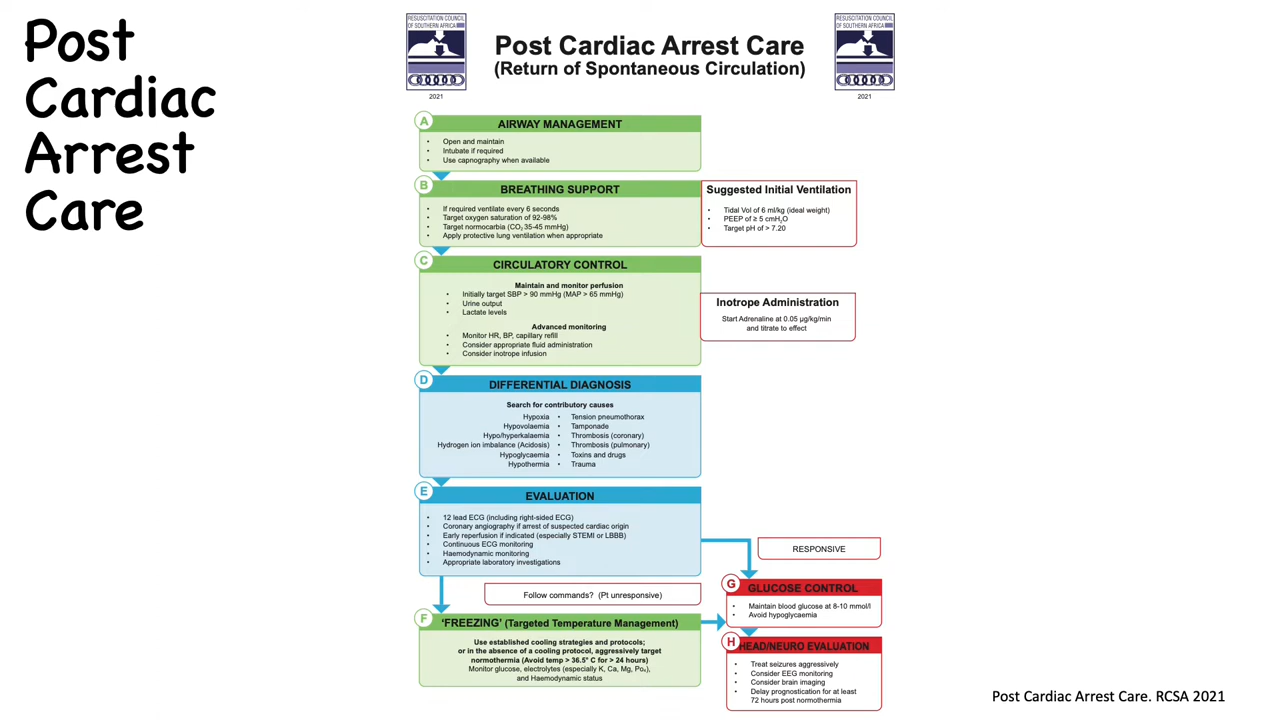 Post
Cardiac
Arrest
Care
RESUSCITATION COUNCIL
OF SOUTHERN AFRICA
2021
Post Cardiac Arrest Care
(Return of Spontaneous Circulation)
RESUSCITATION COUNCIL
OF SOUTHERN AFRICA
2021
A
AIRWAY MANAGEMENT
• Open and maintain
• Intubate if required
• Use capnography when available
B
BREATHING SUPPORT
• If required ventilate every 6 seconds
• Target oxygen saturation of 92-98%
• Target normocarbia (CO₂ 35-45 mmHg)
• Apply protective lung ventilation when appropriate
Suggested Initial Ventilation
• Tidal Vol of 6 ml/kg (ideal weight)
• PEEP of ≥ 5 cmH₂O
• Target pH of > 7.20
C
CIRCULATORY CONTROL
Maintain and monitor perfusion
• Initially target SBP > 90 mmHg (MAP > 65 mmHg)
• Urine output
• Lactate levels
Advanced monitoring
• Monitor HR, BP, capillary refill
• Consider appropriate fluid administration
• Consider inotrope infusion
Inotrope Administration
Start Adrenaline at 0.05 µg/kg/min
and titrate to effect
D
DIFFERENTIAL DIAGNOSIS
Search for contributory causes
Hypoxia • Tension pneumothorax
Hypovolaemia • Tamponade
Hypo/hyperkalaemia • Thrombosis (coronary)
Hydrogen ion imbalance (Acidosis) • Thrombosis (pulmonary)
Hypoglycaemia • Toxins and drugs
Hypothermia • Trauma
E
EVALUATION
• 12 lead ECG (including right-sided ECG)
• Coronary angiography if arrest of suspected cardiac origin
• Early reperfusion if indicated (especially STEMI or LBBB)
• Continuous ECG monitoring
• Haemodynamic monitoring
• Appropriate laboratory investigations
RESPONSIVE
Follow commands? (Pt unresponsive)
F
'FREEZING' (Targeted Temperature Management)
Use established cooling strategies and protocols;
or in the absence of a cooling protocol, aggressively target
normothermia (Avoid temp > 36.5° C for > 24 hours)
Monitor glucose, electrolytes (especially K, Ca, Mg, Po₄),
and Haemodynamic status
G
GLUCOSE CONTROL
• Maintain blood glucose at 8-10 mmol/l
• Avoid hypoglycaemia
H
HEAD/NEURO EVALUATION
• Treat seizures aggressively
• Consider EEG monitoring
• Consider brain imaging
• Delay prognostication for at least
72 hours post normothermia
Post Cardiac Arrest Care. RCSA 2021